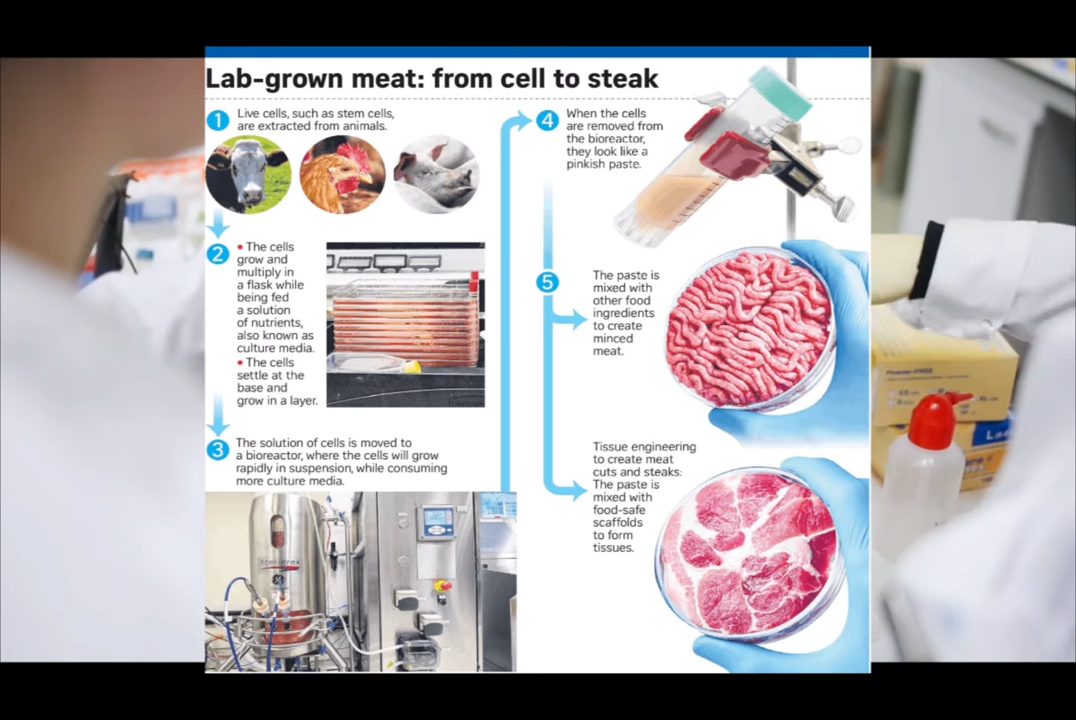 Lab-grown meat: from cell to steak
1 Live cells, such as stem cells,
are extracted from animals.
2 • The cells
grow and
multiply in
a flask while
being fed
a solution
of nutrients,
also known as
culture media.
• The cells
settle at the
base and
grow in a layer.
3 The solution of cells is moved to
a bioreactor, where the cells will grow
rapidly in suspension, while consuming
more culture media.
4 When the cells
are removed from
the bioreactor,
they look like a
pinkish paste.
5 The paste is
mixed with
other food
ingredients
to create
minced
meat.
Tissue engineering
to create meat
cuts and steaks:
The paste is
mixed with
food-safe
scaffolds
to form
tissues.